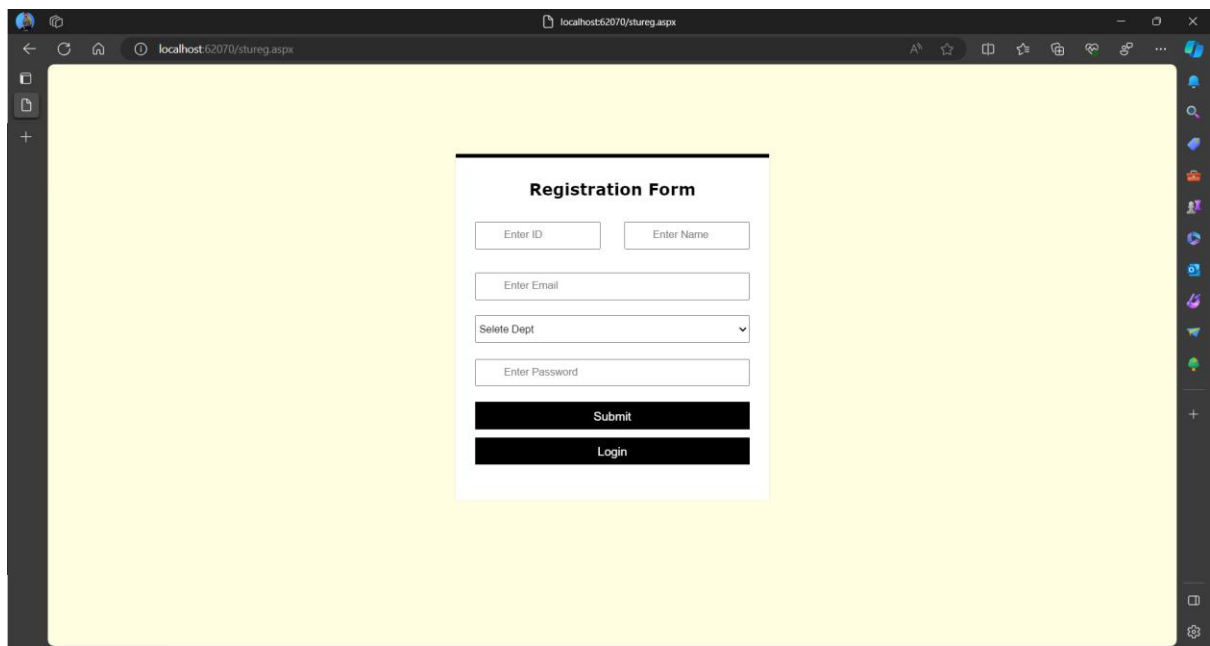 localhost:62070/stureg.aspx
localhost:62070/stureg.aspx
Registration Form
Enter ID Enter Name
Enter Email
Selete Dept
Enter Password
Submit
Login